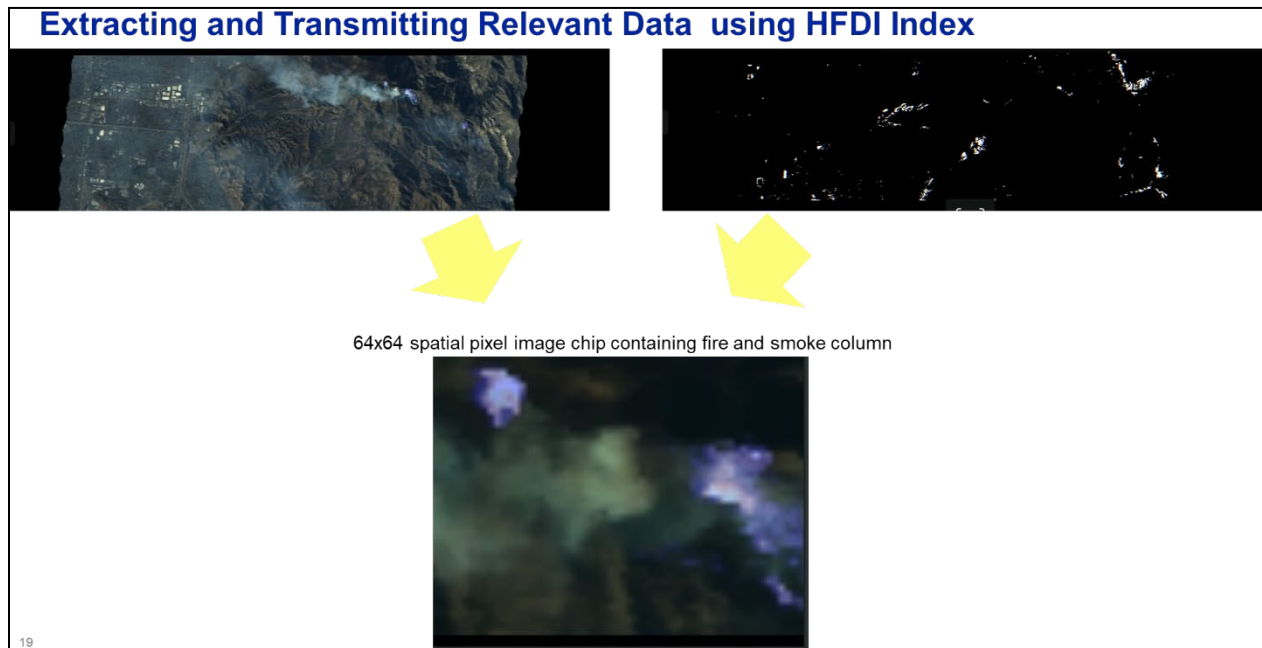 Extracting and Transmitting Relevant Data using HFDI Index
64x64 spatial pixel image chip containing fire and smoke column
19